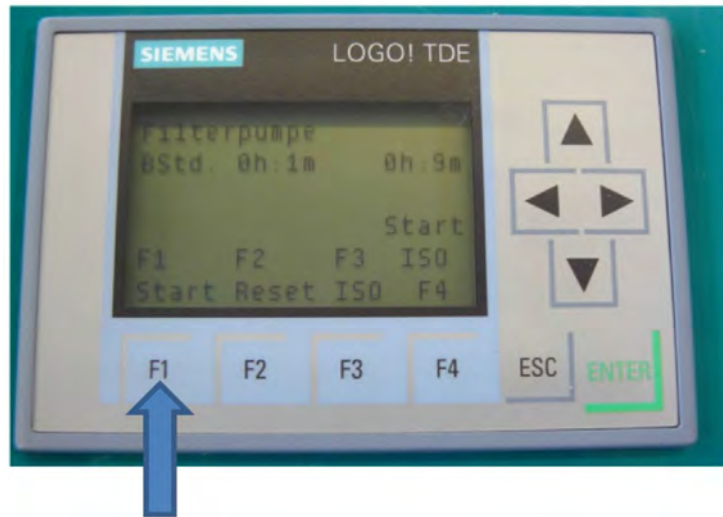 SIEMENS LOGO! TDE
Filterpumpe
BStd. 0h:1m 0h:9m
Start
F1 F2 F3 ISO
Start Reset ISO F4
F1 F2 F3 F4 ESC ENTER